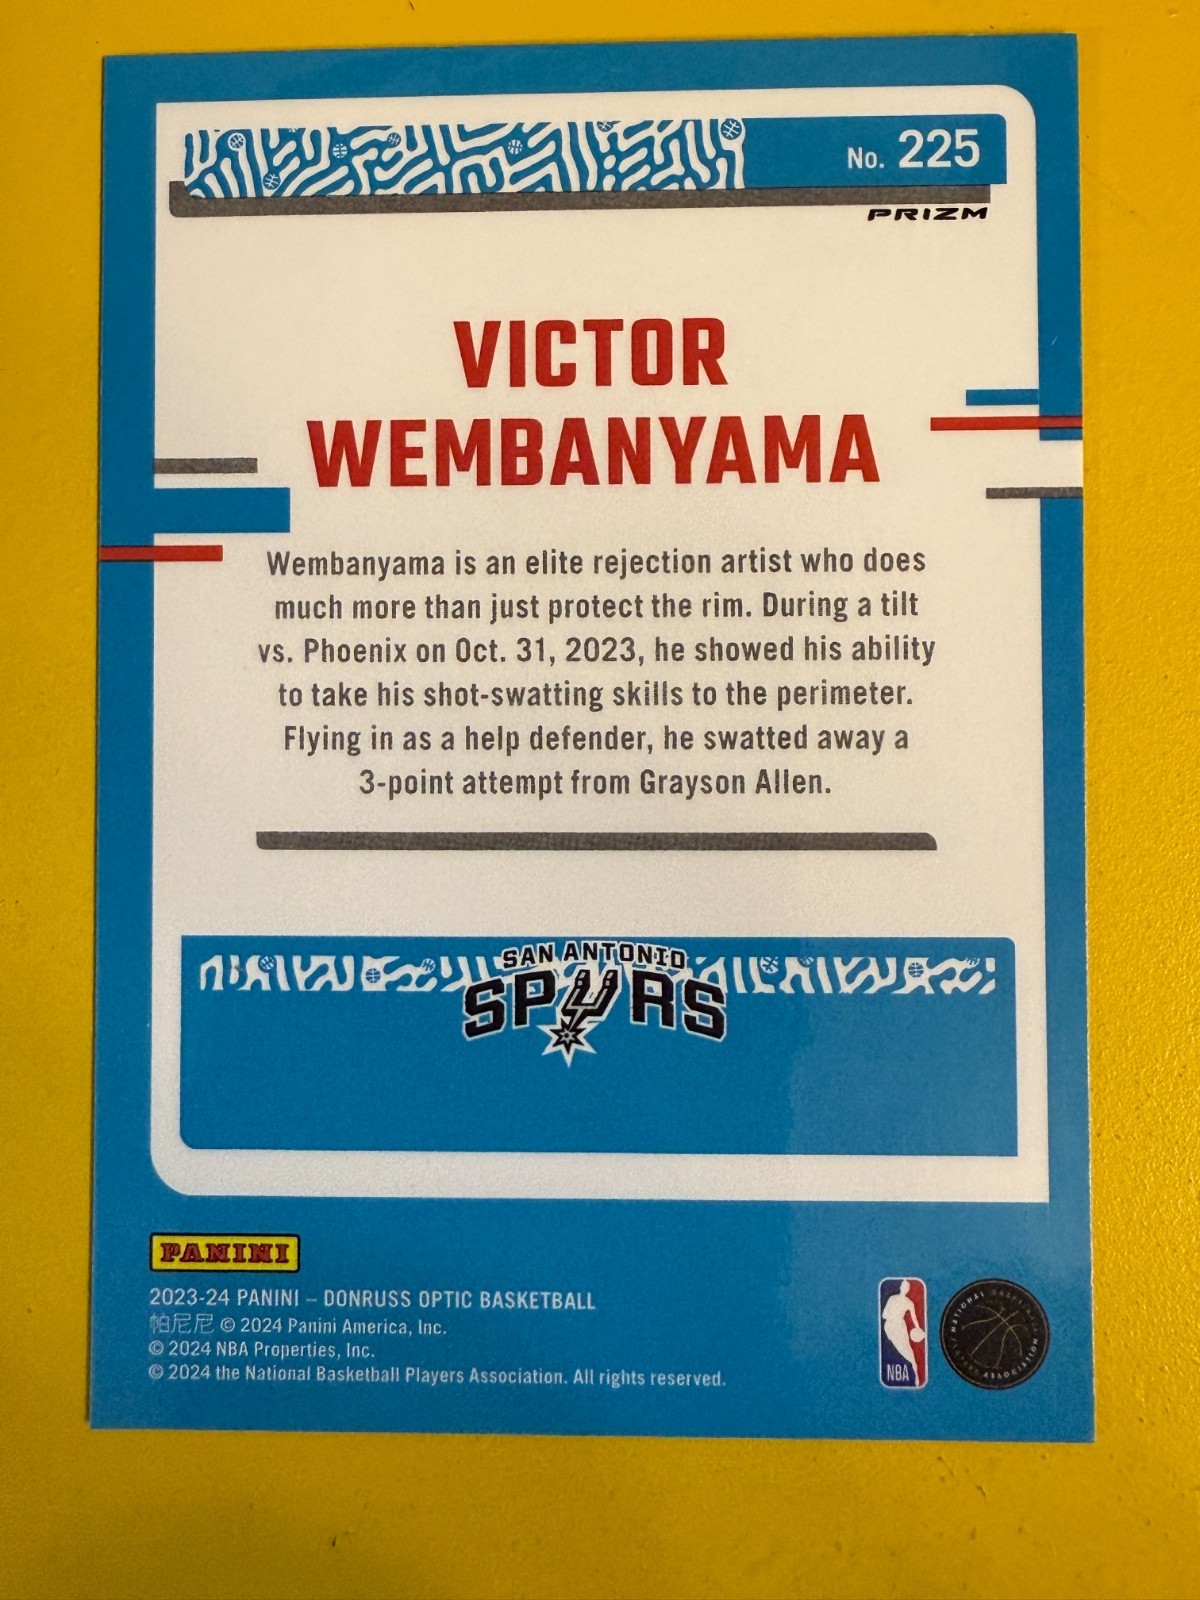 No. 225
PRIZM
VICTOR
WEMBANYAMA
Wembanyama is an elite rejection artist who does
much more than just protect the rim. During a tilt
vs. Phoenix on Oct. 31, 2023, he showed his ability
to take his shot-swatting skills to the perimeter.
Flying in as a help defender, he swatted away a
3-point attempt from Grayson Allen.
SAN ANTONIO
SPURS
PANINI
2023-24 PANINI – DONRUSS OPTIC BASKETBALL
帕尼尼 © 2024 Panini America, Inc.
© 2024 NBA Properties, Inc.
© 2024 the National Basketball Players Association. All rights reserved.
NBA
NATIONAL BASKETBALL
PLAYERS ASSOCIATION